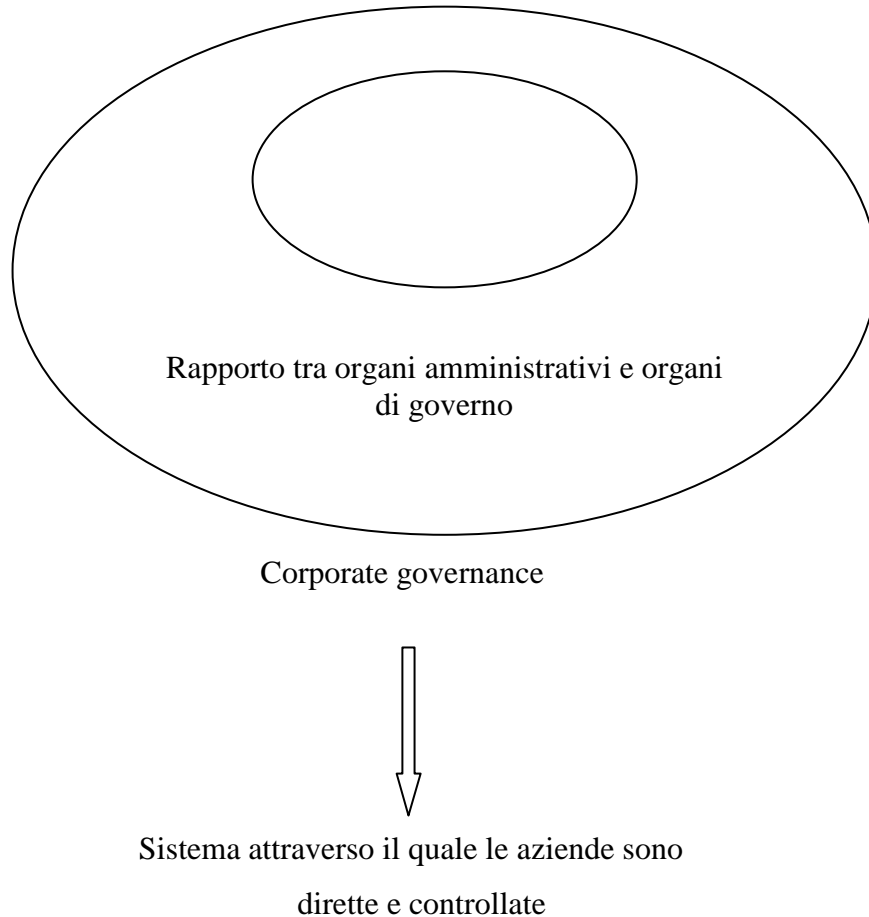 Rapporto tra organi amministrativi e organi
di governo
Corporate governance
Sistema attraverso il quale le aziende sono
dirette e controllate